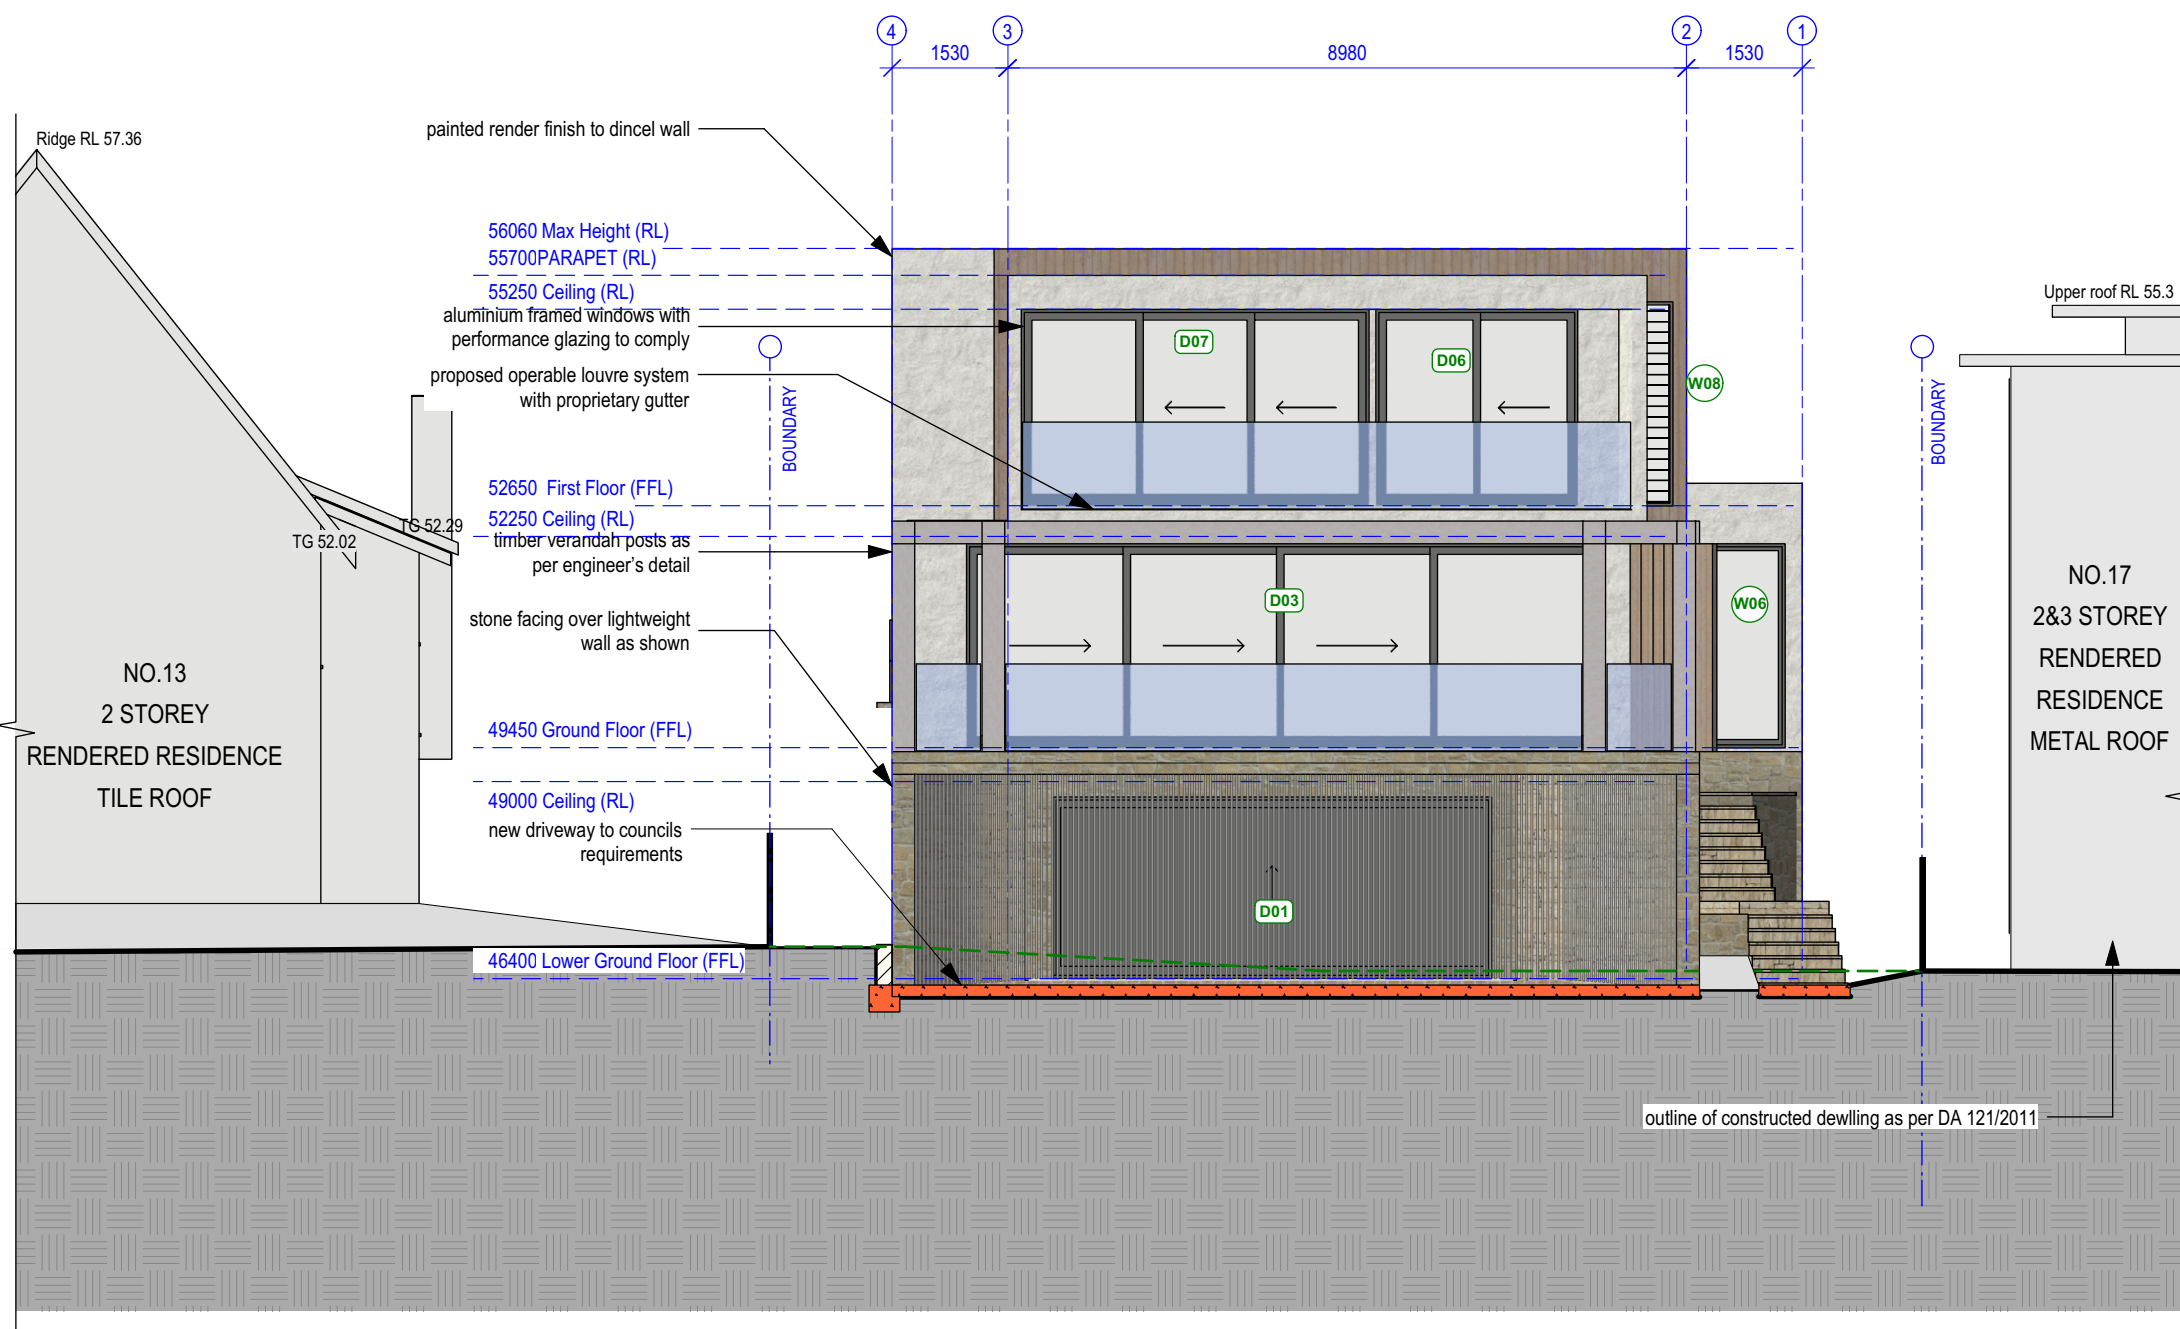 4
3
2
1
1530
8980
1530
Ridge RL 57.36
painted render finish to dincel wall
56060 Max Height (RL)
55700PARAPET (RL)
55250 Ceiling (RL)
aluminium framed windows with
performance glazing to comply
proposed operable louvre system
with proprietary gutter
52650 First Floor (FFL)
52250 Ceiling (RL)
timber verandah posts as
per engineer's detail
stone facing over lightweight
wall as shown
49450 Ground Floor (FFL)
49000 Ceiling (RL)
new driveway to councils
requirements
46400 Lower Ground Floor (FFL)
TG 52.29
TG 52.02
NO.13
2 STOREY
RENDERED RESIDENCE
TILE ROOF
BOUNDARY
D07
D06
W08
D03
W06
D01
BOUNDARY
Upper roof RL 55.3
NO.17
2&3 STOREY
RENDERED
RESIDENCE
METAL ROOF
outline of constructed dewlling as per DA 121/2011